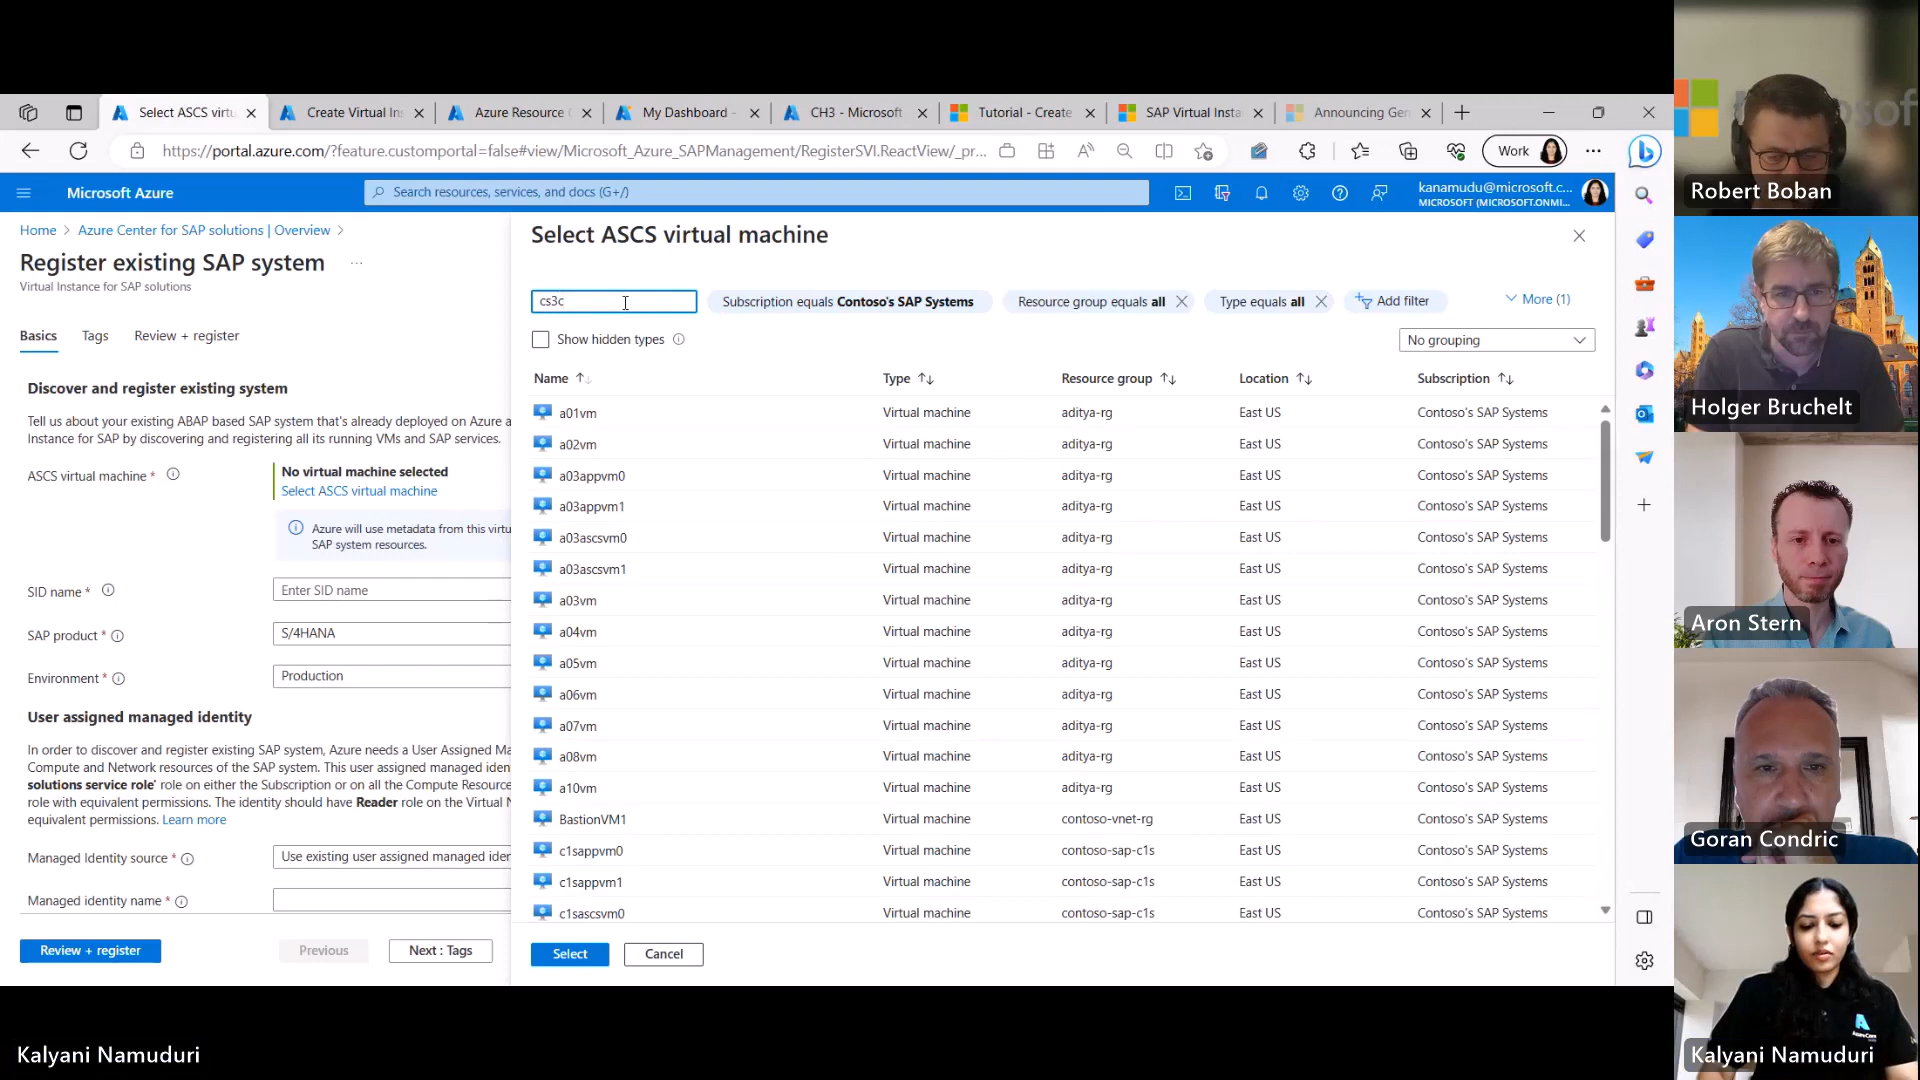 Select ASCS virtu
Create Virtual In
Azure Resource
My Dashboard -
CH3 - Microsoft
Tutorial - Create
SAP Virtual Insta
Announcing Gen
https://portal.azure.com/?feature.customportal=false#view/Microsoft_Azure_SAPManagement/RegisterSVI.ReactView/_pr...
Work
Microsoft Azure
Search resources, services, and docs (G+/)
kanamudu@microsoft.c...
MICROSOFT (MICROSOFT.ONMI...
Home > Azure Center for SAP solutions | Overview >
Register existing SAP system ...
Virtual Instance for SAP solutions
Basics Tags Review + register
Discover and register existing system
Tell us about your existing ABAP based SAP system that's already deployed on Azure a
Instance for SAP by discovering and registering all its running VMs and SAP services.
ASCS virtual machine *
No virtual machine selected
Select ASCS virtual machine
Azure will use metadata from this virtu
SAP system resources.
SID name *
Enter SID name
SAP product *
S/4HANA
Environment *
Production
User assigned managed identity
In order to discover and register existing SAP system, Azure needs a User Assigned Ma
Compute and Network resources of the SAP system. This user assigned managed iden
solutions service role' role on either the Subscription or on all the Compute Resource
role with equivalent permissions. The identity should have Reader role on the Virtual N
equivalent permissions. Learn more
Managed Identity source *
Use existing user assigned managed iden
Managed identity name *
Review + register Previous Next : Tags
Select ASCS virtual machine
cs3c
Subscription equals Contoso's SAP Systems
Resource group equals all
Type equals all
Add filter
More (1)
Show hidden types
No grouping
Name Type Resource group Location Subscription
a01vm Virtual machine aditya-rg East US Contoso's SAP Systems
a02vm Virtual machine aditya-rg East US Contoso's SAP Systems
a03appvm0 Virtual machine aditya-rg East US Contoso's SAP Systems
a03appvm1 Virtual machine aditya-rg East US Contoso's SAP Systems
a03ascsvm0 Virtual machine aditya-rg East US Contoso's SAP Systems
a03ascsvm1 Virtual machine aditya-rg East US Contoso's SAP Systems
a03vm Virtual machine aditya-rg East US Contoso's SAP Systems
a04vm Virtual machine aditya-rg East US Contoso's SAP Systems
a05vm Virtual machine aditya-rg East US Contoso's SAP Systems
a06vm Virtual machine aditya-rg East US Contoso's SAP Systems
a07vm Virtual machine aditya-rg East US Contoso's SAP Systems
a08vm Virtual machine aditya-rg East US Contoso's SAP Systems
a10vm Virtual machine aditya-rg East US Contoso's SAP Systems
BastionVM1 Virtual machine contoso-vnet-rg East US Contoso's SAP Systems
c1sappvm0 Virtual machine contoso-sap-c1s East US Contoso's SAP Systems
c1sappvm1 Virtual machine contoso-sap-c1s East US Contoso's SAP Systems
c1sascsvm0 Virtual machine contoso-sap-c1s East US Contoso's SAP Systems
Select Cancel
Robert Boban
Holger Bruchelt
Aron Stern
Goran Condric
Kalyani Namuduri
Kalyani Namuduri